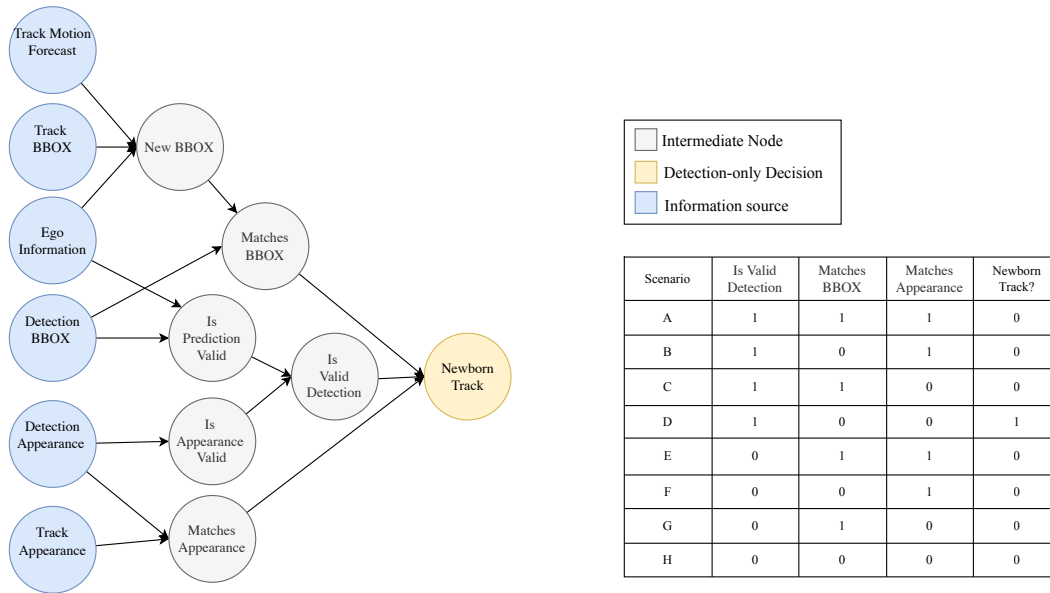 Track Motion
Forecast
Track
BBOX
New BBOX
Ego
Information
Matches
BBOX
Detection
BBOX
Is
Prediction
Valid
Is
Valid
Detection
Newborn
Track
Detection
Appearance
Is
Appearance
Valid
Track
Appearance
Matches
Appearance
Intermediate Node
Detection-only Decision
Information source
Scenario Is Valid Detection Matches BBOX Matches Appearance Newborn Track?
A 1 1 1 0
B 1 0 1 0
C 1 1 0 0
D 1 0 0 1
E 0 1 1 0
F 0 0 1 0
G 0 1 0 0
H 0 0 0 0